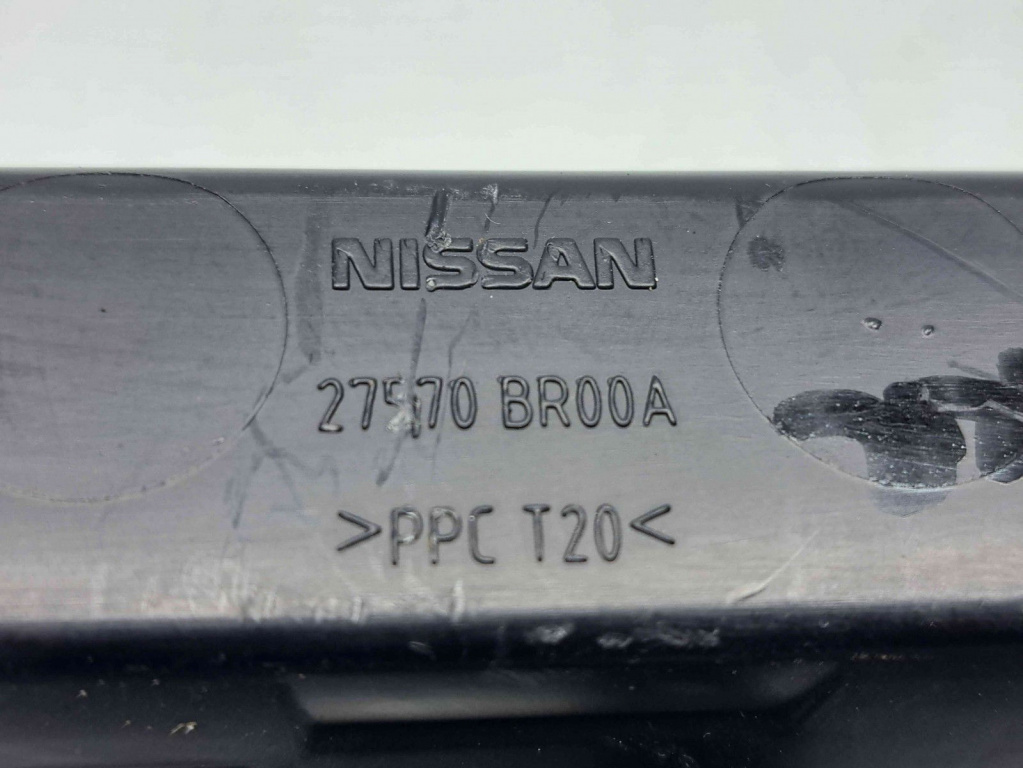 NISSAN
27570 BR00A
>PPC T20<